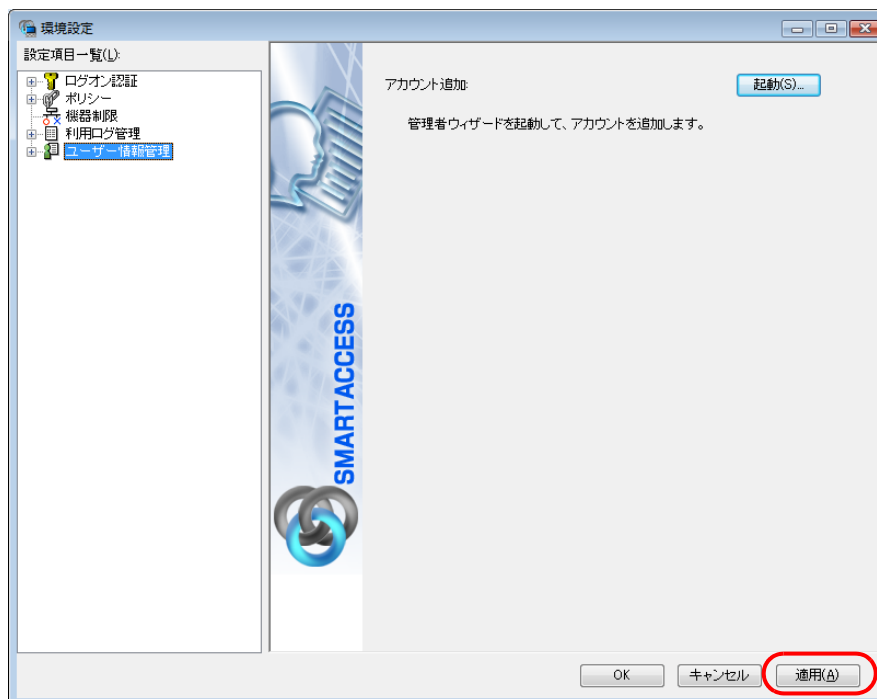 環境設定
設定項目一覧(L):
ログオン認証
ポリシー
機器制限
利用ログ管理
ユーザー情報管理
アカウント追加:
起動(S)...
管理者ウィザードを起動して、アカウントを追加します。
SMARTACCESS
OK
キャンセル
適用(A)